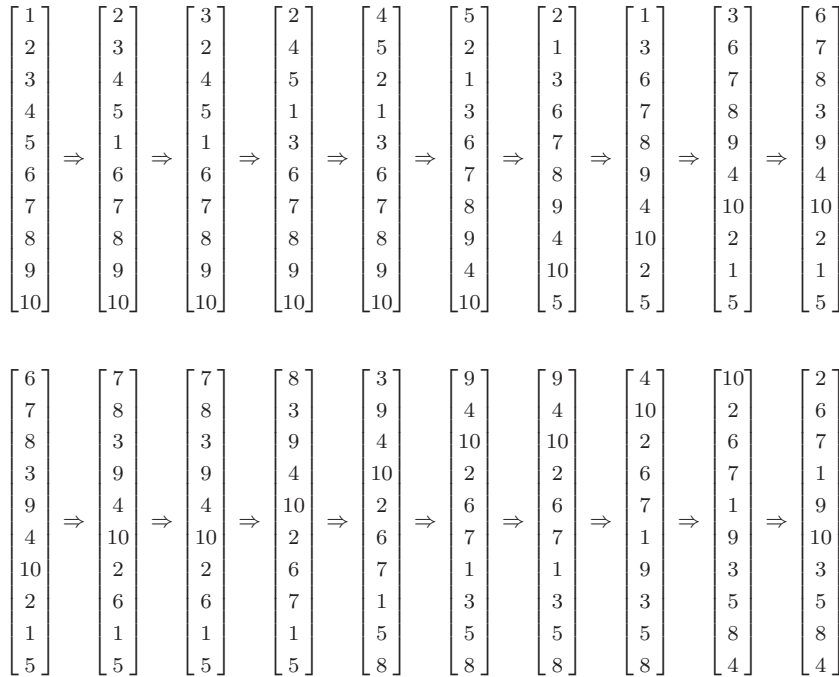 1 2 3 2 4 5 2 1 3 6
2 3 2 4 5 2 1 3 6 7
3 4 4 5 2 1 3 6 7 8
4 5 5 1 1 3 6 7 8 3
5 ⇒ 1 ⇒ 1 ⇒ 3 ⇒ 3 ⇒ 6 ⇒ 7 ⇒ 8 ⇒ 9 ⇒ 9
6 6 6 6 6 7 8 9 4 4
7 7 7 7 7 8 9 4 10 10
8 8 8 8 8 9 4 10 2 2
9 9 9 9 9 4 10 2 1 1
10 10 10 10 10 10 5 5 5 5
6 7 7 8 3 9 9 4 10 2
7 8 8 3 9 4 4 10 2 6
8 3 3 9 4 10 10 2 6 7
3 9 9 4 10 2 2 6 7 1
9 ⇒ 4 ⇒ 4 ⇒ 10 ⇒ 2 ⇒ 6 ⇒ 6 ⇒ 7 ⇒ 1 ⇒ 9
4 10 10 2 6 7 7 1 9 10
10 2 2 6 7 1 1 9 3 3
2 6 6 7 1 3 3 3 5 5
1 1 1 1 5 5 5 5 8 8
5 5 5 5 8 8 8 8 4 4